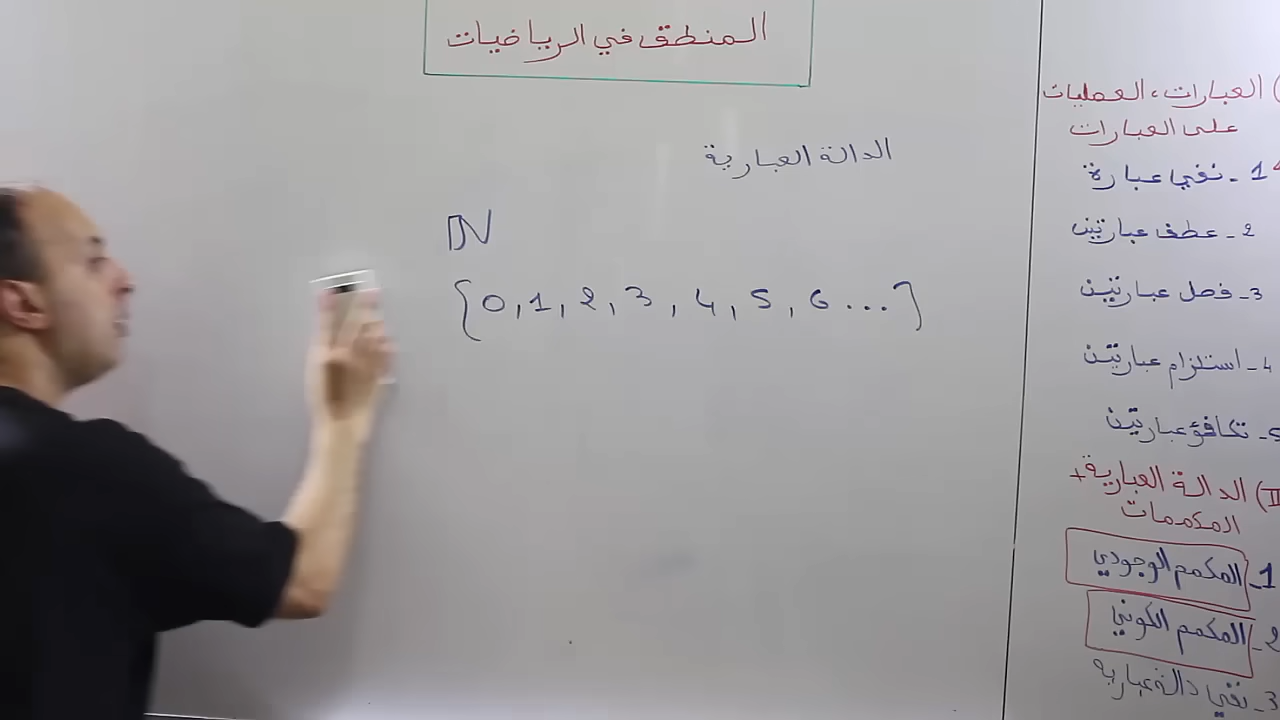 المنطق في الرياضيات
الدالة العبارية
ℕ
{0, 1, 2, 3, 4, 5, 6 ...}
) العبارات، العمليات
على العبارات
1 - نفي عبارة
2 - عطف عبارتين
3 - فصل عبارتين
4 - استلزام عبارتين
5 - تكافؤ عبارتين
II) الدالة العبارية +
المكممات
1 - المكمم الوجودي
2 - المكمم الكوني
3 - نفي دالة عبارية